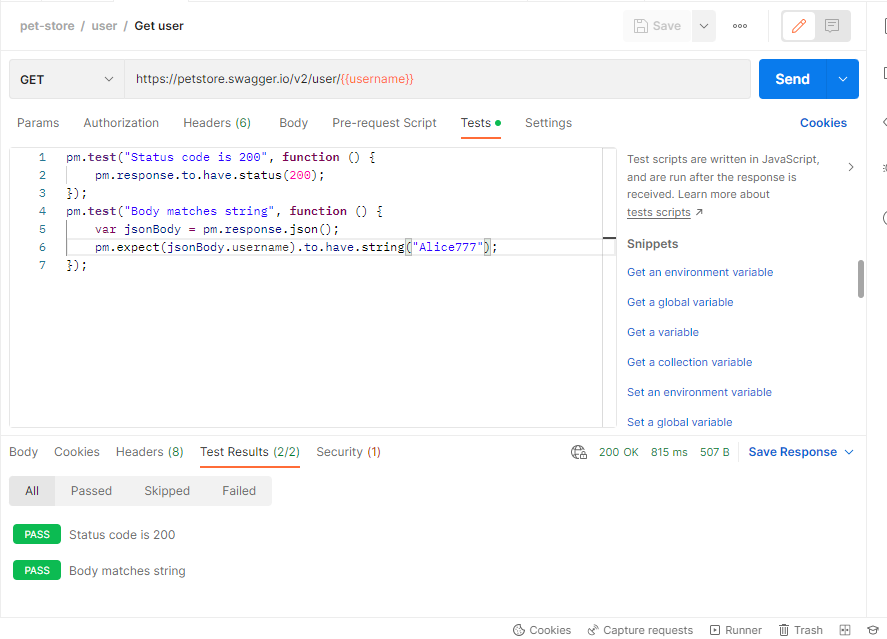 pet-store / user / Get user
Save
GET https://petstore.swagger.io/v2/user/{{username}}
Send
Params Authorization Headers (6) Body Pre-request Script Tests Settings Cookies
1 pm.test("Status code is 200", function () {
2 pm.response.to.have.status(200);
3 });
4 pm.test("Body matches string", function () {
5 var jsonBody = pm.response.json();
6 pm.expect(jsonBody.username).to.have.string("Alice777");
7 });
Test scripts are written in JavaScript,
and are run after the response is
received. Learn more about
tests scripts ↗
Snippets
Get an environment variable
Get a global variable
Get a variable
Get a collection variable
Set an environment variable
Set a global variable
Body Cookies Headers (8) Test Results (2/2) Security (1) 200 OK 815 ms 507 B Save Response
All Passed Skipped Failed
PASS Status code is 200
PASS Body matches string
Cookies Capture requests Runner Trash